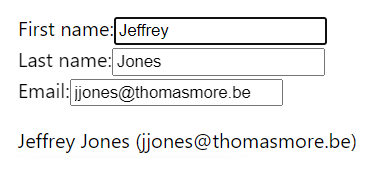 First name: Jeffrey
Last name: Jones
Email: jjones@thomasmore.be
Jeffrey Jones (jjones@thomasmore.be)